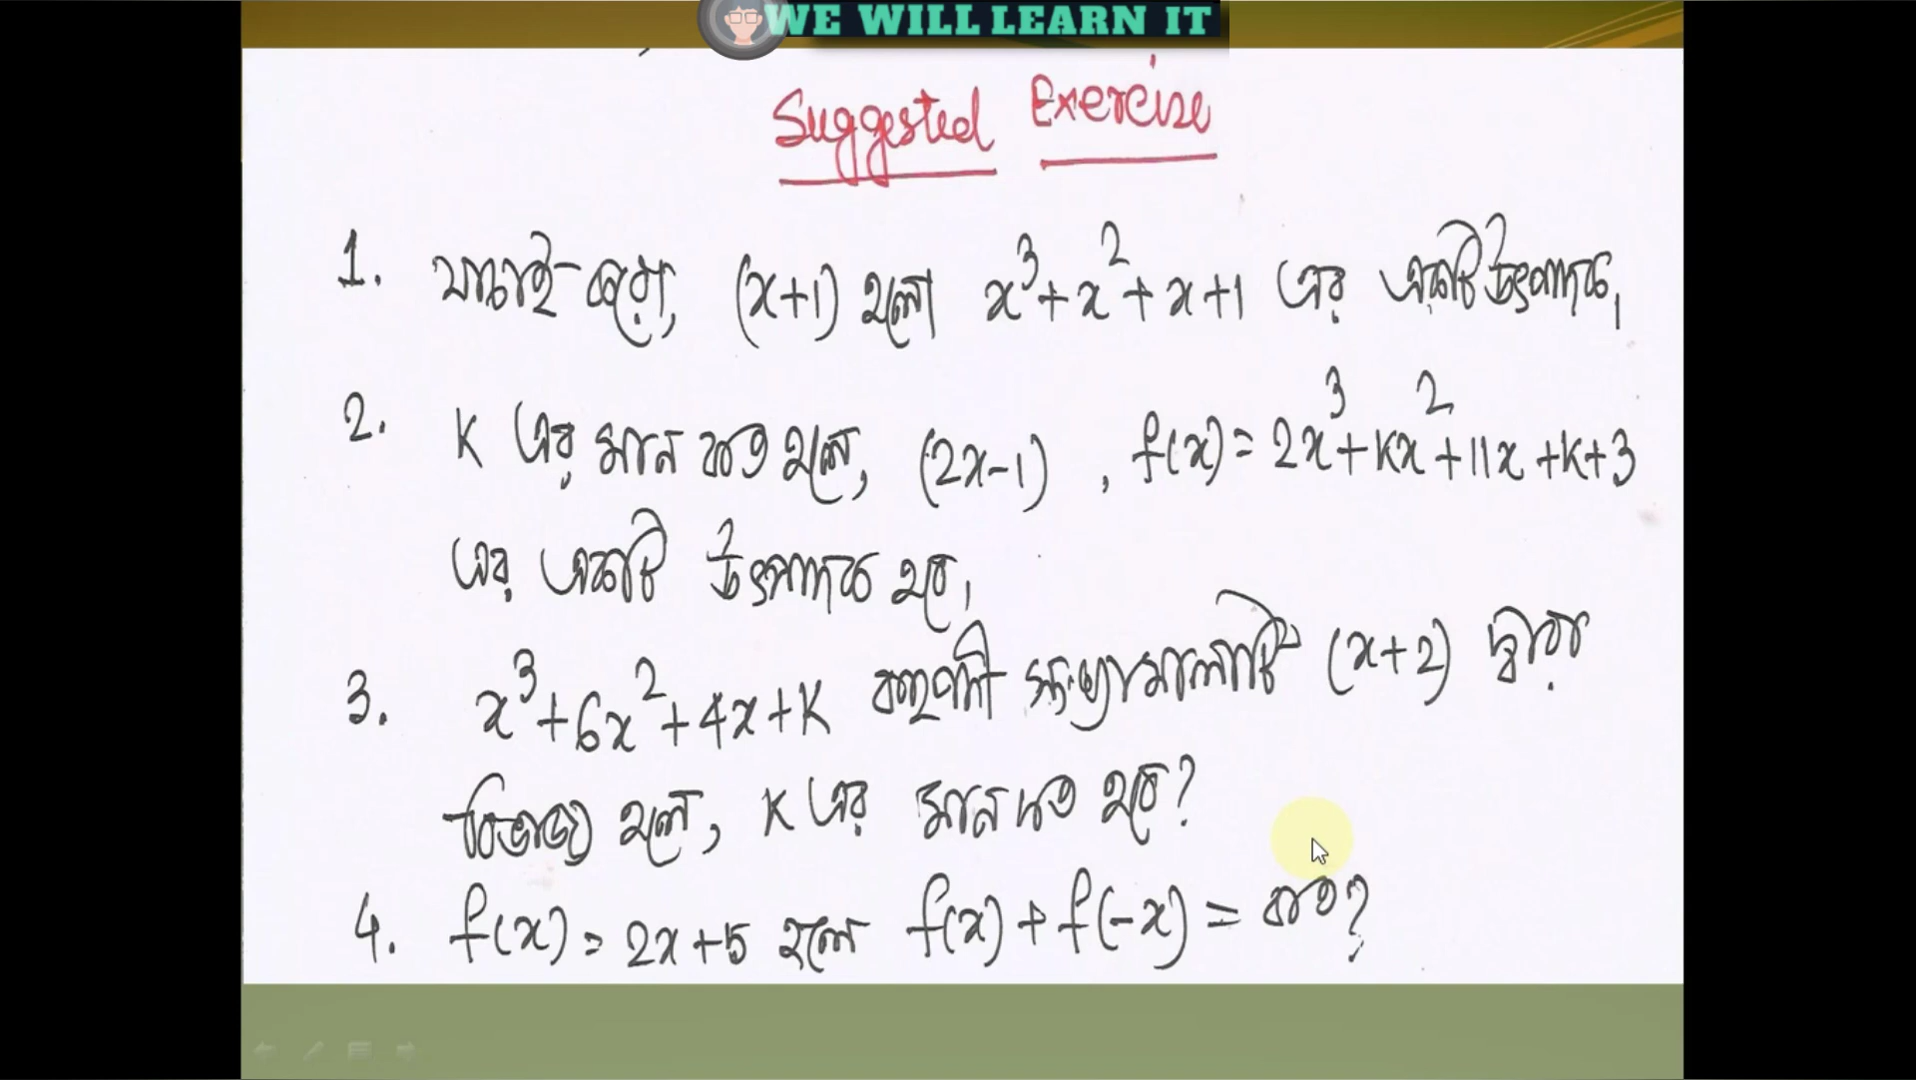 WE WILL LEARN IT
Suggested Exercise
1. যাচাই করো, (x+1) হলো x³+x²+x+1 এর একটি উৎপাদক।
2. K এর মান কত হলে, (2x-1) , f(x)= 2x³+Kx²+11x+K+3
এর একটি উৎপাদক হবে।
3. x³+6x²+4x+K বহুপদী সংখ্যামালাটি (x+2) দ্বারা
বিভাজ্য হলে, K এর মান কত হবে?
4. f(x)= 2x+5 হলে f(x)+f(-x)= কত?